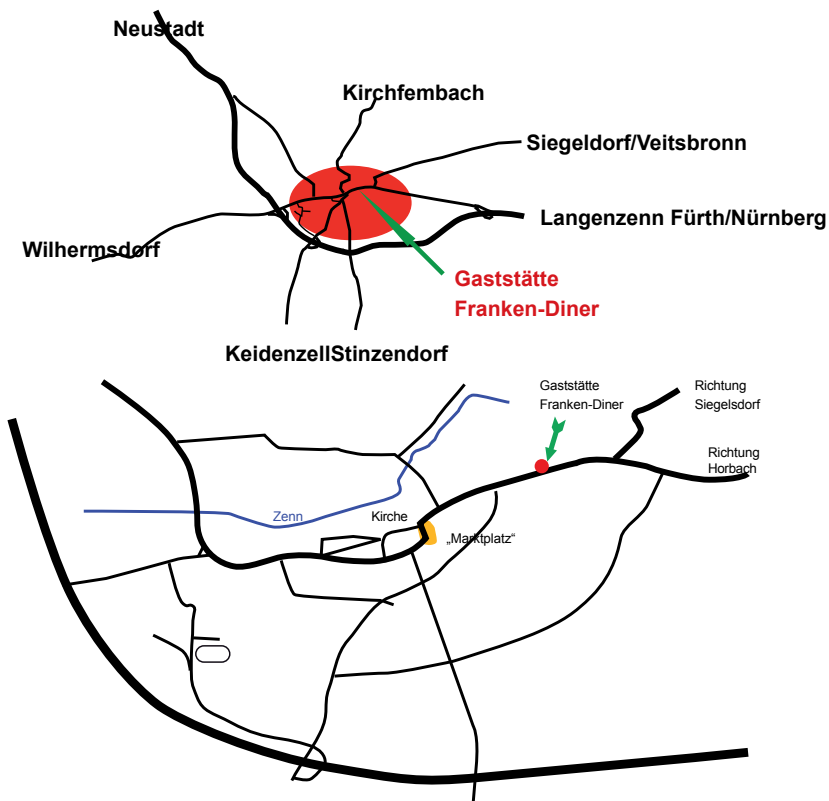 Neustadt
Kirchfembach
Siegeldorf/Veitsbronn
Langenzenn Fürth/Nürnberg
Wilhermsdorf
Gaststätte
Franken-Diner
KeidenzellStinzendorf
Gaststätte
Franken-Diner
Richtung
Siegelsdorf
Richtung
Horbach
Zenn
Kirche
„Marktplatz“